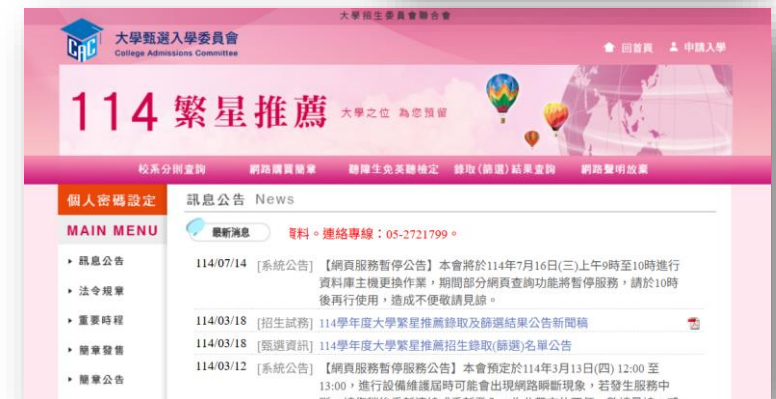 大學招生委員會聯合會
大學甄選入學委員會
College Admissions Committee
CAC
回首頁 申請入學
114 繁星推薦 大學之位 為您預留
校系分則查詢 網路購買簡章 聽障生免英聽檢定 錄取(篩選)結果查詢 網路聲明放棄
個人密碼設定
訊息公告 News
MAIN MENU
最新消息 資料。連絡專線：05-2721799。
訊息公告
法令規章
重要時程
簡章發售
簡章公告
114/07/14 [系統公告] 【網頁服務暫停公告】本會將於114年7月16日(三)上午9時至10時進行
資料庫主機更換作業，期間部分網頁查詢功能將暫停服務，請於10時
後再行使用，造成不便敬請見諒。
114/03/18 [招生試務] 114學年度大學繁星推薦錄取及篩選結果公告新聞稿
114/03/18 [甄選資訊] 114學年度大學繁星推薦招生錄取(篩選)名單公告
114/03/12 [系統公告] 【網頁服務暫停服務公告】本會預定於114年3月13日(四) 12:00 至
13:00，進行設備維護屆時可能會出現網路瞬斷現象，若發生服務中